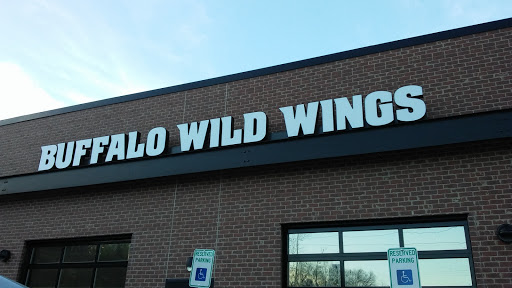 BUFFALO WILD WINGS
RESERVED
PARKING
RESERVED
PARKING